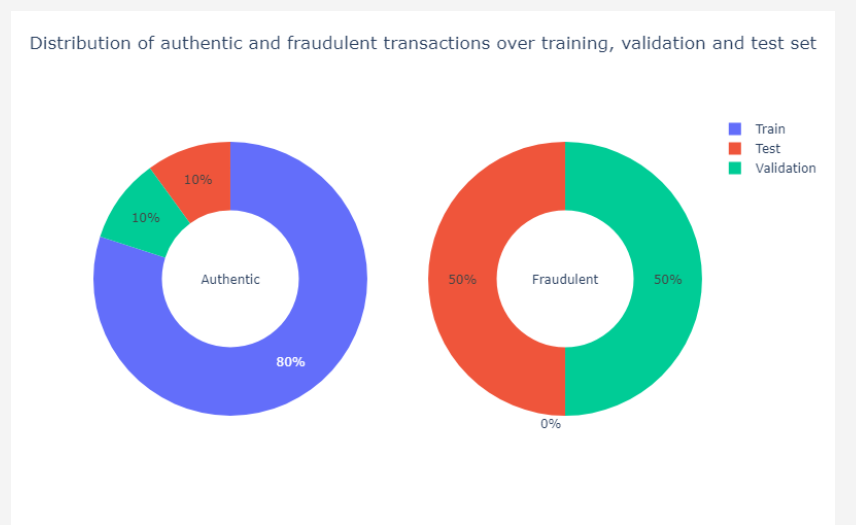 Distribution of authentic and fraudulent transactions over training, validation and test set
Train
Test
Validation
10%
10%
Authentic
80%
50%
Fraudulent
50%
0%